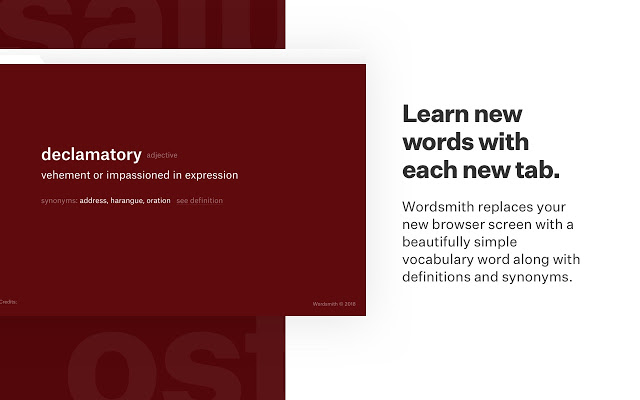 declamatory adjective
vehement or impassioned in expression
synonyms: address, harangue, oration see definition
Credits:
Wordsmith © 2018
Learn new
words with
each new tab.
Wordsmith replaces your
new browser screen with a
beautifully simple
vocabulary word along with
definitions and synonyms.